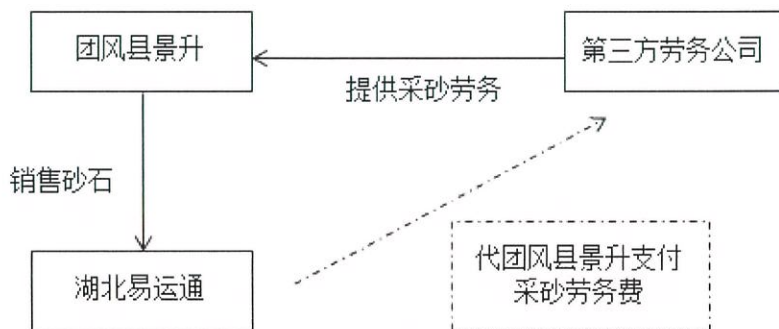 团风县景升
第三方劳务公司
提供采砂劳务
销售砂石
湖北易运通
代团风县景升支付
采砂劳务费